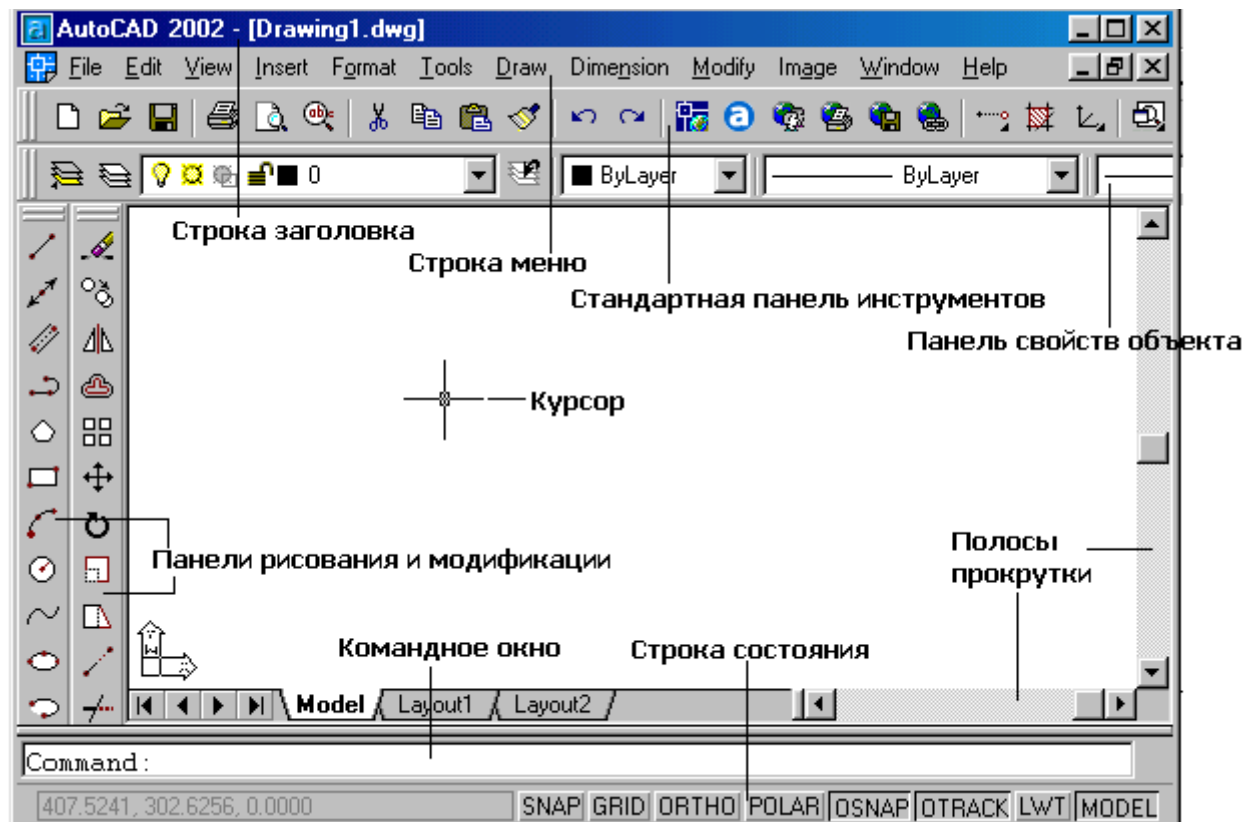 AutoCAD 2002 - [Drawing1.dwg]
File Edit View Insert Format Tools Draw Dimension Modify Image Window Help
0 ByLayer ByLayer
Строка заголовка
Строка меню
Стандартная панель инструментов
Панель свойств объекта
Курсор
Панели рисования и модификации
Полосы
прокрутки
Командное окно
Строка состояния
Model Layout1 Layout2
Command:
407.5241, 302.6256, 0.0000 SNAP GRID ORTHO POLAR OSNAP OTRACK LWT MODEL